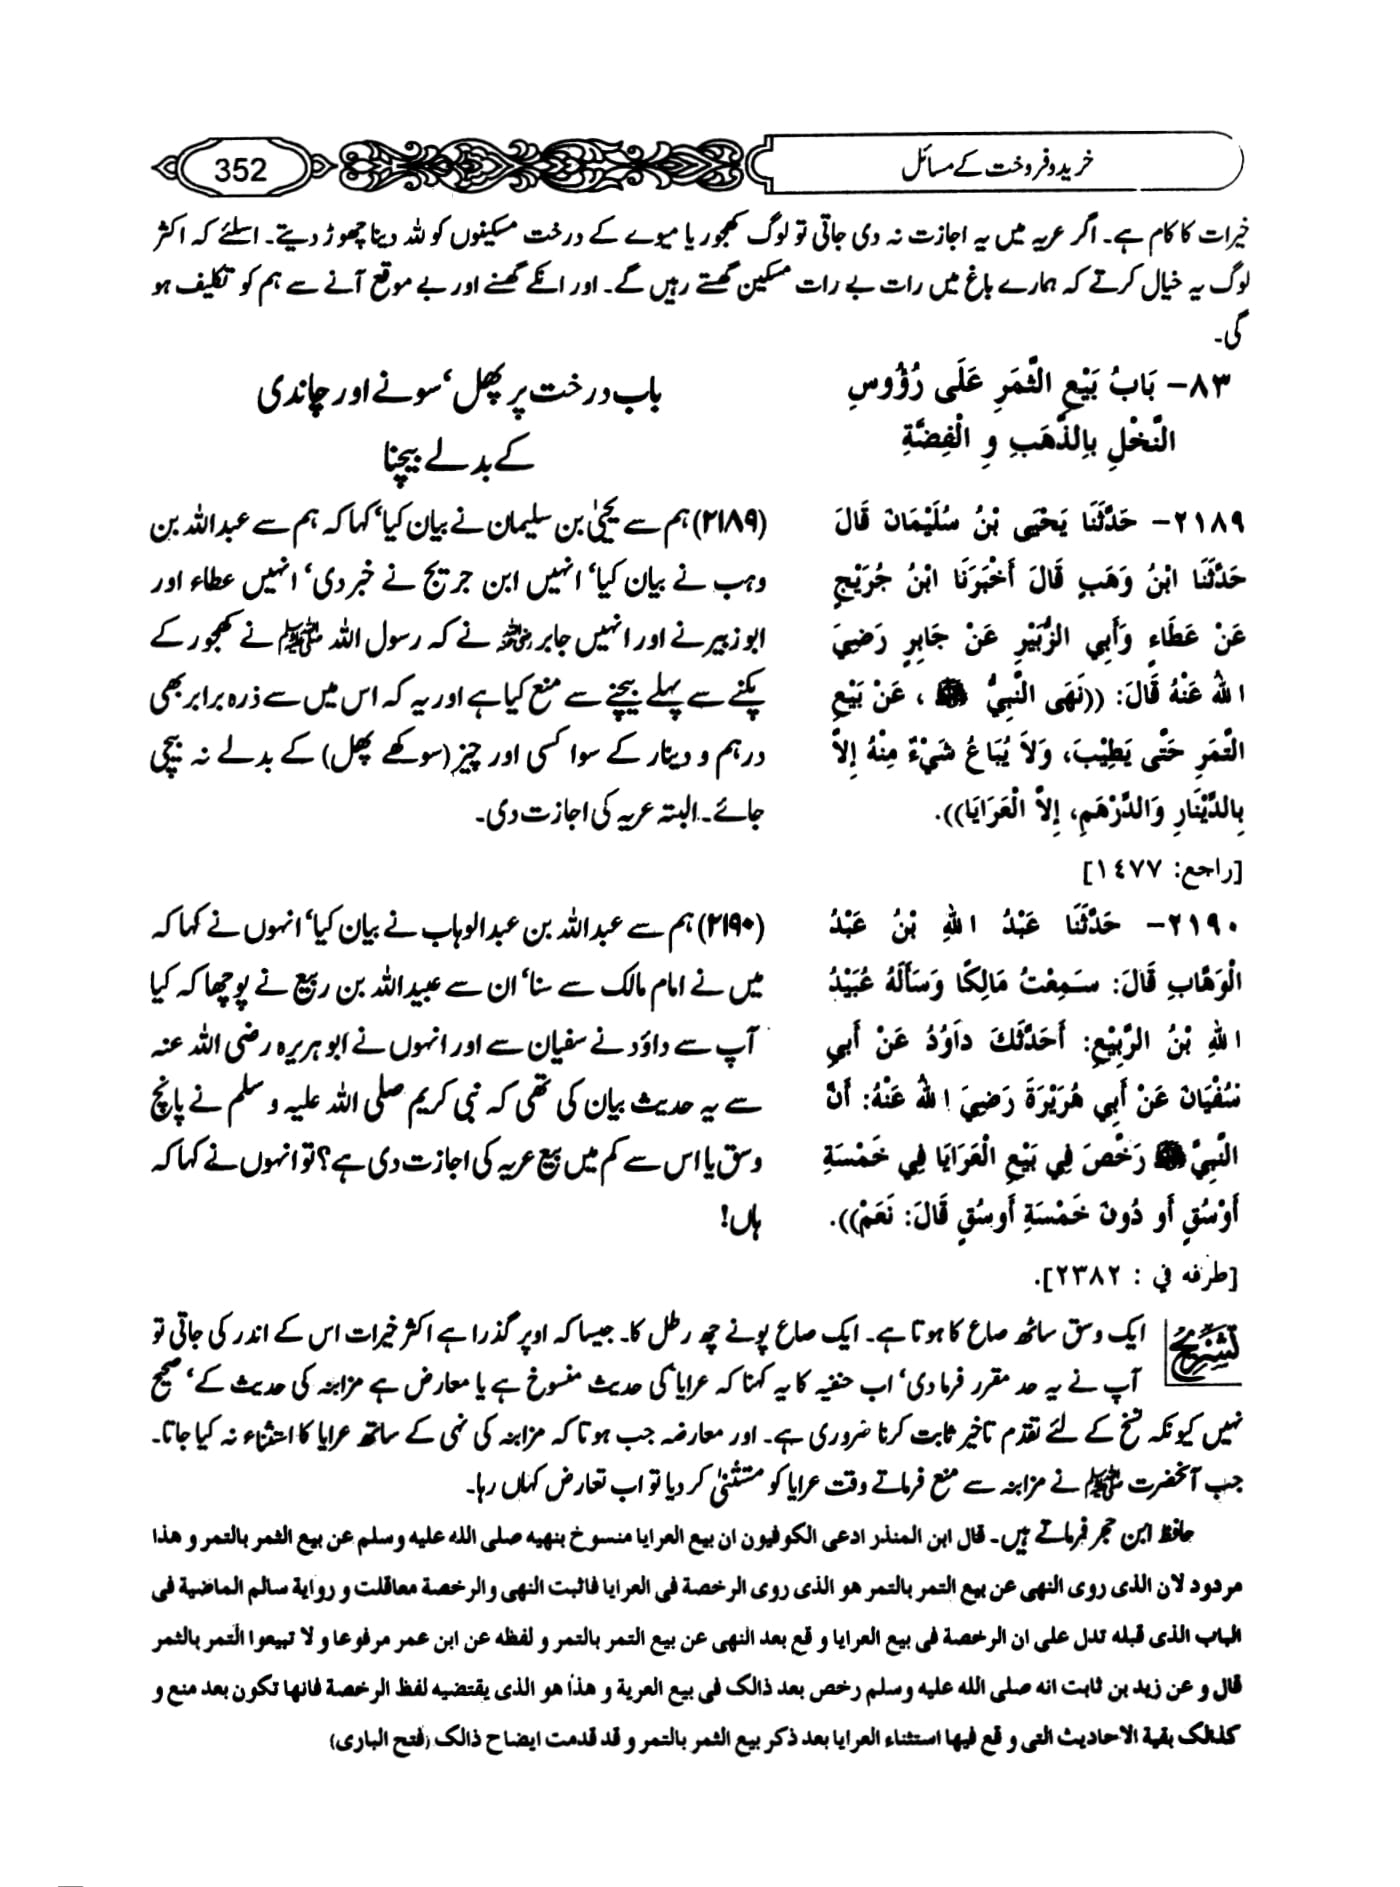 خرید و فروخت کے مسائل
352
خیرات کا کام ہے۔ اگر عریہ میں یہ اجازت نہ دی جاتی تو لوگ کھجور یا میوے کے درخت مسکینوں کو للہ دینا چھوڑ دیتے۔ اسلئے کہ اکثر
لوگ یہ خیال کرتے کہ ہمارے باغ میں رات بے رات مسکین گھستے رہیں گے۔ اور انکے گھسنے اور بے موقع آنے سے ہم کو تکلیف ہو
گی۔
٨٣- بَابُ بَيْعِ الثَّمَرِ عَلَى رُؤُوسِ
النَّخْلِ بِالذَّهَبِ وِ الْفِضَّةِ
٢١٨٩- حَدَّثَنَا يَحْيَى بْنُ سُلَيْمَانَ قَالَ
حَدَّثَنَا ابْنُ وَهَبٍ قَالَ أَخْبَرَنَا ابْنُ جُرَيْجٍ
عَنْ عَطَاءٍ وَأَبِي الزُّبَيْرِ عَنْ جَابِرٍ رَضِيَ
اللهُ عَنْهُ قَالَ: ((نَهَى النَّبِيُّ ﷺ ، عَنْ بَيْعِ
الثَّمَرِ حَتَّى يَطِيْبَ، وَلاَ يُبَاعُ شَيْءٌ مِنْهُ إِلاَّ
بِالدِّيْنَارِ وَالدِّرْهَمِ، إِلاَّ الْعَرَايَا)).
[راجع: ١٤٧٧]
٢١٩٠- حَدَّثَنَا عَبْدُ اللهِ بْنُ عَبْدُ
الْوَهَّابِ قَالَ: سَمِعْتُ مَالِكًا وَسَأَلَهُ عُبَيْدُ
اللهِ بْنُ الرَّبِيْعِ: أَحَدَّثَكَ دَاوُدُ عَنْ أَبِي
سُفْيَانَ عَنْ أَبِي هُرَيْرَةَ رَضِيَ اللهُ عَنْهُ: أَنَّ
النَّبِيَّ ﷺ رَخَّصَ فِي بَيْعِ الْعَرَايَا فِي خَمْسَةِ
أَوْسُقٍ أَو دُونَ خَمْسَةِ أَوسُقٍ قَالَ: نَعَمْ)).
[طرفه في : ٢٣٨٢].
باب درخت پر پھل‘ سونے اور چاندی
کے بدلے بیچنا
(۲۱۸۹) ہم سے یحییٰ بن سلیمان نے بیان کیا‘ کہا کہ ہم سے عبداللہ بن
وہب نے بیان کیا‘ انہیں ابن جریج نے خبر دی‘ انہیں عطاء اور
ابوزبیر نے اور انہیں جابر رضی اللہ عنہ نے کہ رسول اللہ ﷺ نے کھجور کے
پکنے سے پہلے بیچنے سے منع کیا ہے اور یہ کہ اس میں سے ذرہ برابر بھی
درہم و دینار کے سوا کسی اور چیز (سوکھے پھل) کے بدلے نہ بیچی
جائے۔ البتہ عریہ کی اجازت دی۔
(۲۱۹۰) ہم سے عبداللہ بن عبدالوہاب نے بیان کیا‘ انہوں نے کہا کہ
میں نے امام مالک سے سنا‘ ان سے عبیداللہ بن ربیع نے پوچھا کہ کیا
آپ سے داؤد نے سفیان سے اور انہوں نے ابو ہریرہ رضی اللہ عنہ
سے یہ حدیث بیان کی تھی کہ نبی کریم صلی اللہ علیہ و سلم نے پانچ
وسق یا اس سے کم میں بیع عریہ کی اجازت دی ہے؟ تو انہوں نے کہا کہ
ہاں!
تشریح ایک وسق ساٹھ صاع کا ہوتا ہے۔ ایک صاع پونے چھ رطل کا۔ جیسا کہ اوپر گذرا ہے اکثر خیرات اس کے اندر کی جاتی تو
آپ نے یہ حد مقرر فرما دی‘ اب حنفیہ کا یہ کہنا کہ عرایا کی حدیث منسوخ ہے یا معارض ہے مزابنہ کی حدیث کے‘ صحیح
نہیں کیونکہ نسخ کے لئے تقدم تاخیر ثابت کرنا ضروری ہے۔ اور معارضہ جب ہوتا کہ مزابنہ کی نہی کے ساتھ عرایا کا استثناء نہ کیا جاتا۔
جب آنحضرت ﷺ نے مزابنہ سے منع فرماتے وقت عرایا کو مستثنیٰ کر دیا تو اب تعارض کہاں رہا۔
حافظ ابن حجر فرماتے ہیں۔ قال ابن المنذر ادعی الکوفیون ان بیع العرایا منسوخ بنھیه صلی الله علیه وسلم عن بیع الثمر بالتمر و ھذا
مردود لان الذی روی النھی عن بیع التمر بالتمر ھو الذی روی الرخصة فی العرایا فاثبت النھی والرخصة معاقلت و روایة سالم الماضیة فی
الباب الذی قبله تدل علی ان الرخصة فی بیع العرایا و قع بعد النھی عن بیع التمر بالتمر و لفظه عن ابن عمر مرفوعا و لا تبیعوا التمر بالثمر
قال و عن زید بن ثابت انه صلی الله علیه وسلم رخص بعد ذالک فی بیع العریة و ھذا ھو الذی یقتضیه لفظ الرخصة فانھا تکون بعد منع و
کذالک بقیة الاحادیث التی و قع فیھا استثناء العرایا بعد ذکر بیع الثمر بالتمر و قد قدمت ایضاح ذالک (فتح الباری)